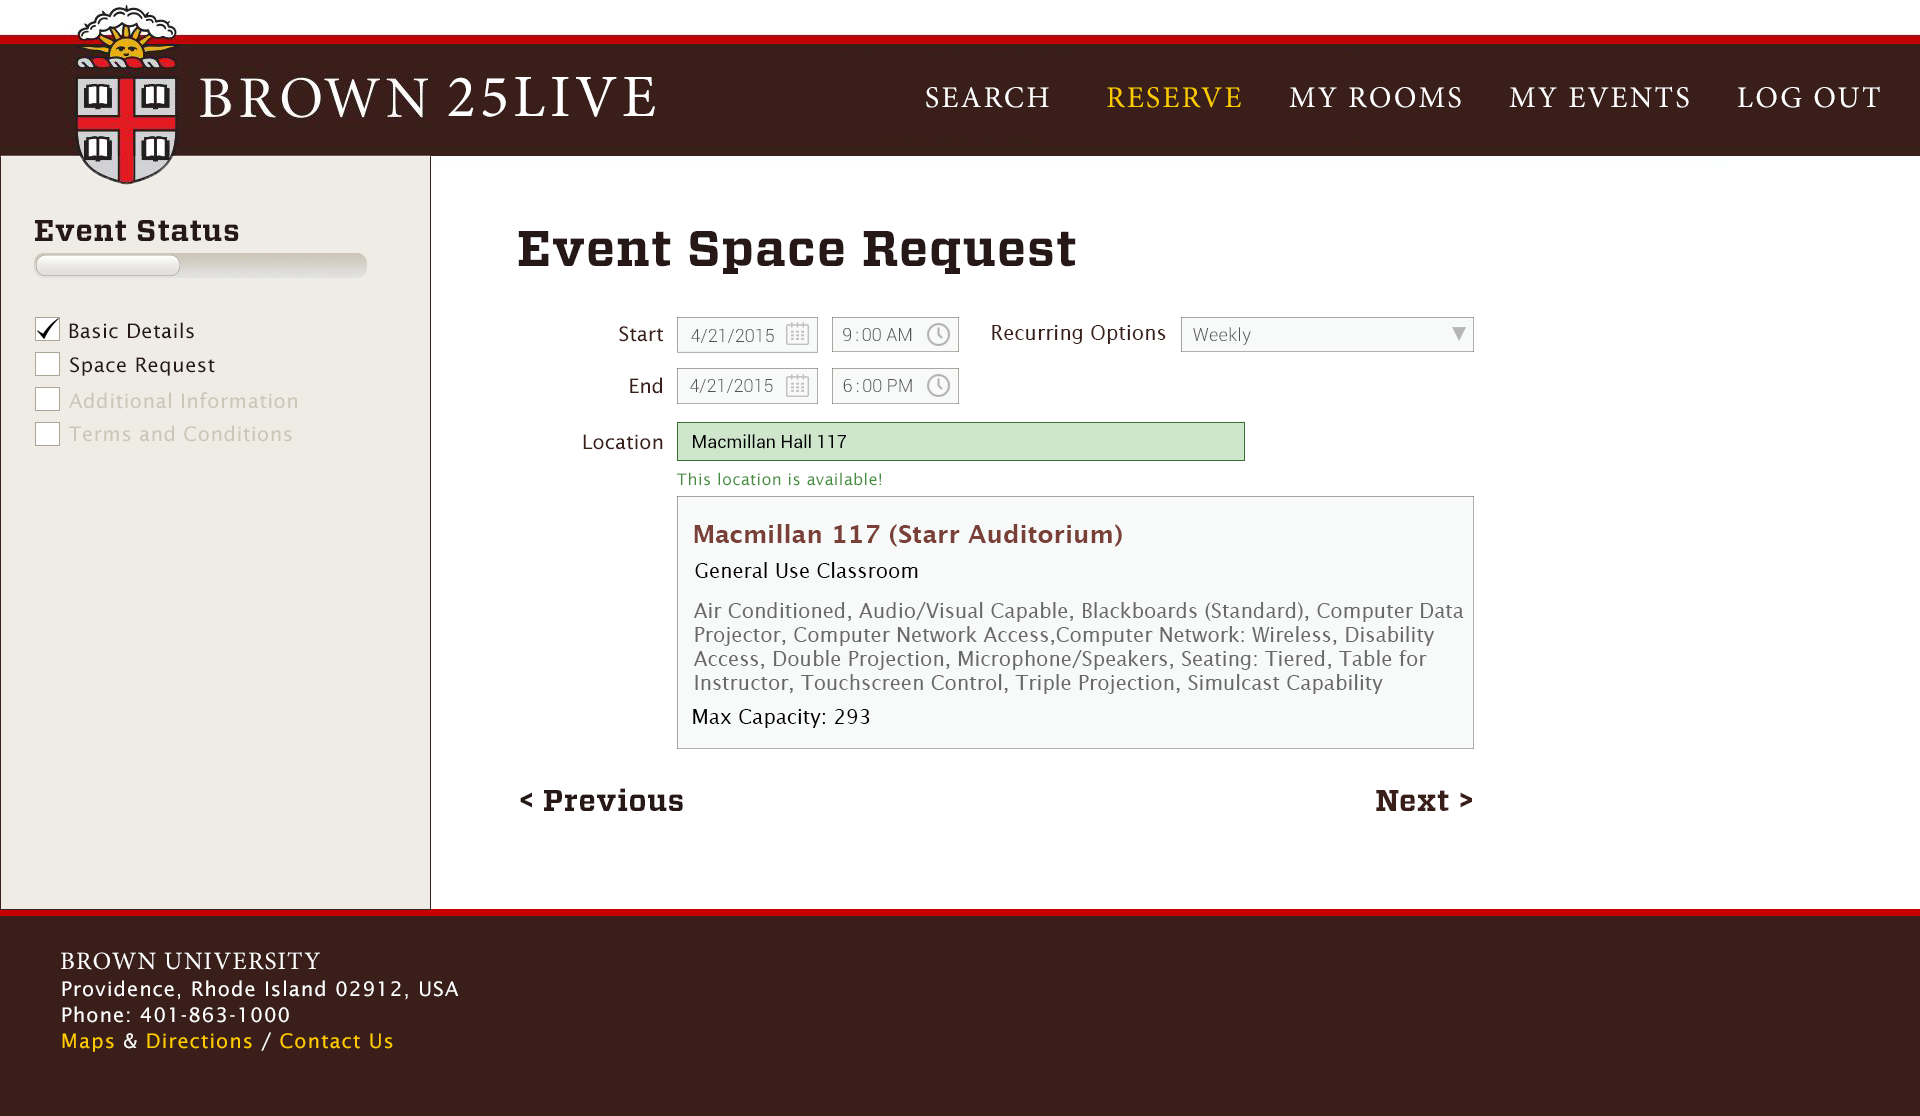 BROWN 25LIVE
SEARCH RESERVE MY ROOMS MY EVENTS LOG OUT
Event Status
Basic Details
Space Request
Additional Information
Terms and Conditions
Event Space Request
Start 4/21/2015 9:00 AM Recurring Options Weekly
End 4/21/2015 6:00 PM
Location Macmillan Hall 117
This location is available!
Macmillan 117 (Starr Auditorium)
General Use Classroom
Air Conditioned, Audio/Visual Capable, Blackboards (Standard), Computer Data
Projector, Computer Network Access,Computer Network: Wireless, Disability
Access, Double Projection, Microphone/Speakers, Seating: Tiered, Table for
Instructor, Touchscreen Control, Triple Projection, Simulcast Capability
Max Capacity: 293
< Previous Next >
BROWN UNIVERSITY
Providence, Rhode Island 02912, USA
Phone: 401-863-1000
Maps & Directions / Contact Us